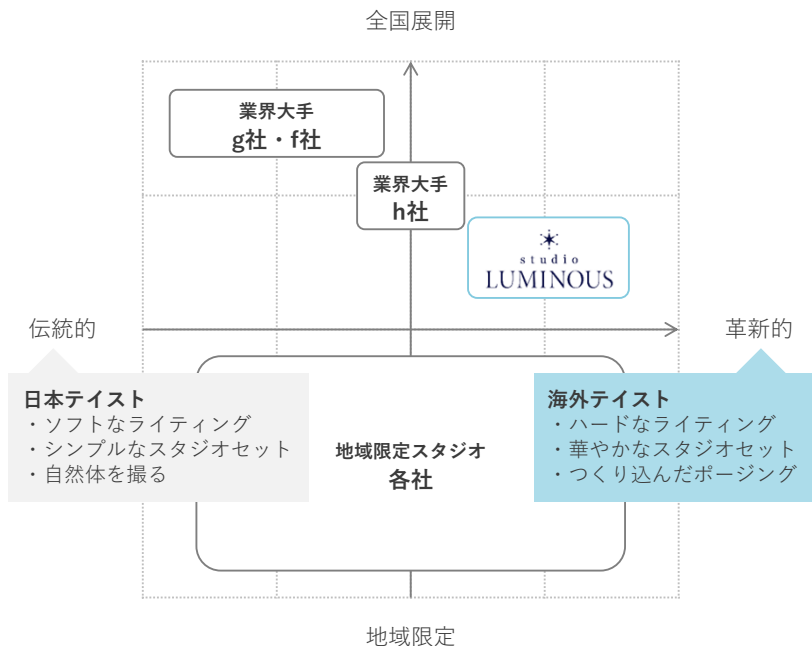 全国展開
業界大手
g社・f社
業界大手
h社
studio
LUMINOUS
伝統的
革新的
日本テイスト
・ソフトなライティング
・シンプルなスタジオセット
・自然体を撮る
地域限定スタジオ
各社
海外テイスト
・ハードなライティング
・華やかなスタジオセット
・つくり込んだポージング
地域限定